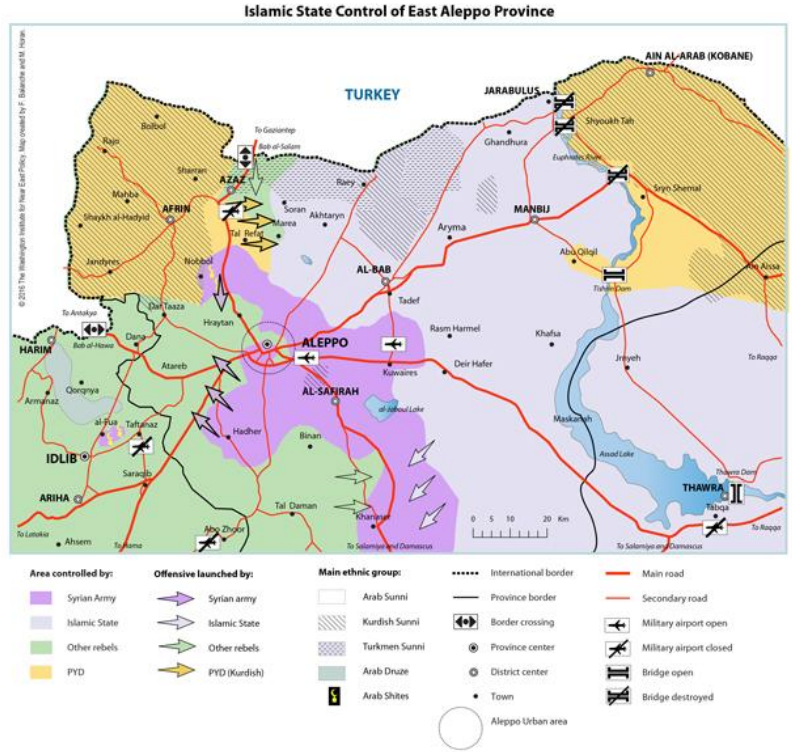 Islamic State Control of East Aleppo Province
© 2016 The Washington Institute for Near East Policy. Map created by F. Balanche and M. Horan.
TURKEY
AIN AL-ARAB (KOBANE)
JARABULUS
Shyoukh Tah
Bolbol
To Gaziantep
Bab al-Salam
Ghandhura
Euphrates River
Rajo
Sharran
AZAZ
Raey
Sryn Shernal
Mahba
Soran
Shaykh al-Hadyid
AFRIN
Akhtaryn
MANBIJ
Marea
Tal Refat
Aryma
Abu Qilqil
Jandyres
Nobbol
AL-BAB
Tishrin Dam
Ain Aissa
Tadef
To Antakya
Dar Taaza
Hraytan
Bab al-Hawa
Dana
ALEPPO
Rasm Harmel
Khafsa
HARIM
To Raqqa
Atareb
Kuwaires
Deir Hafer
Jrneyh
Qorqnya
AL-SAFIRAH
Armanaz
al-jaboul Lake
Maskanah
al-Fua
Taftanaz
Hadher
Binan
Assad Lake
IDLIB
Saraqib
Thawra Dam
THAWRA
ARIHA
Tal Daman
Tabqa
Khanaser
Abo Zhoor
To Latakia
To Raqqa
Ahsem
To Hama
To Salamiya and Damascus
To Salamiya and Damascus
0 5 10 20 Km
Area controlled by:
Syrian Army
Islamic State
Other rebels
PYD
Offensive launched by:
Syrian army
Islamic State
Other rebels
PYD (Kurdish)
Main ethnic group:
Arab Sunni
Kurdish Sunni
Turkmen Sunni
Arab Druze
Arab Shites
International border
Province border
Border crossing
Province center
District center
Town
Aleppo Urban area
Main road
Secondary road
Military airport open
Military airport closed
Bridge open
Bridge destroyed